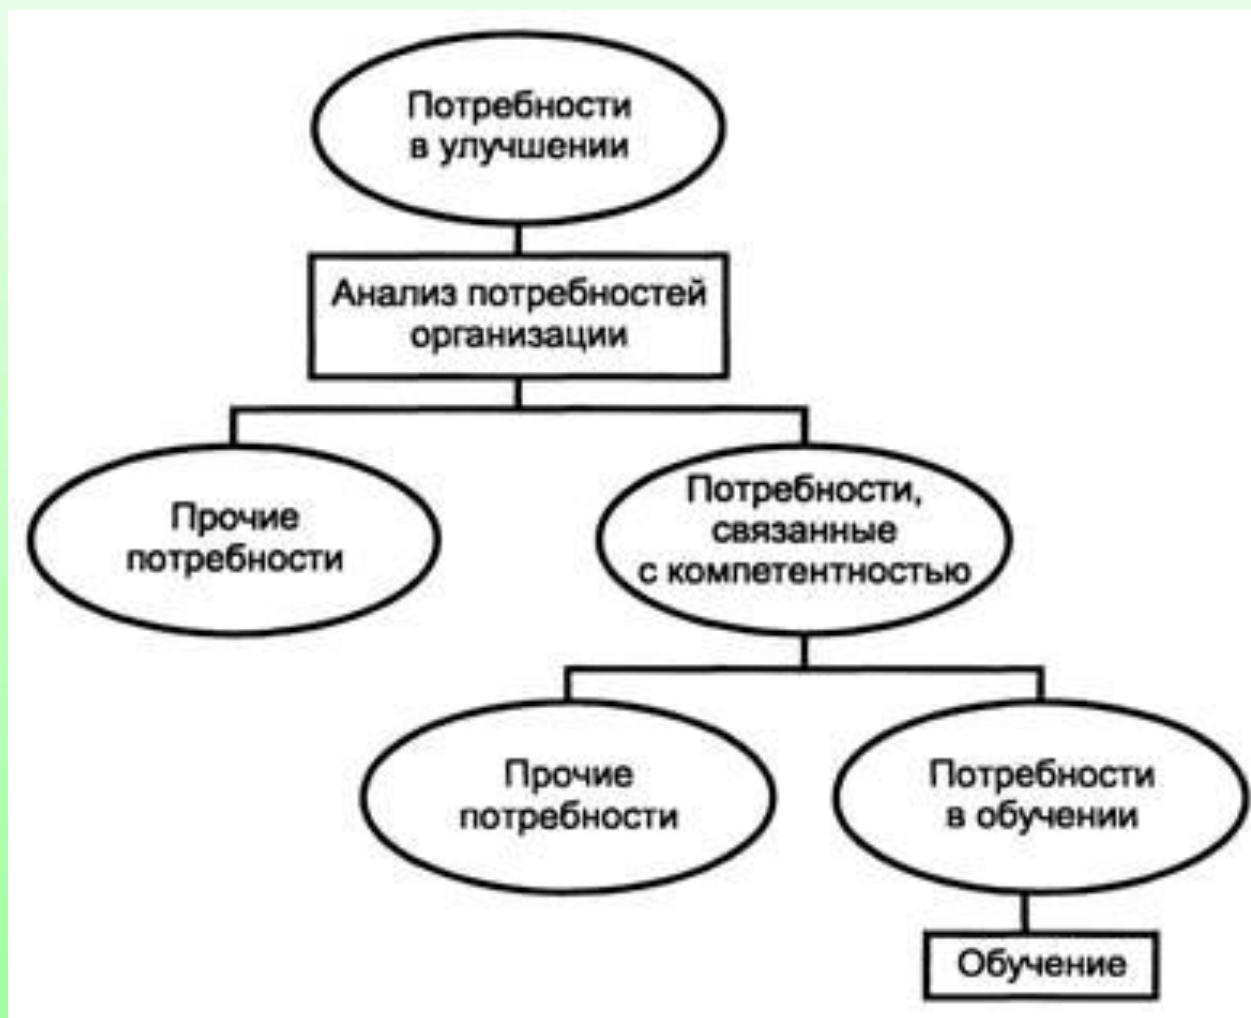 Потребности
в улучшении
Анализ потребностей
организации
Прочие
потребности
Потребности,
связанные
с компетентностью
Прочие
потребности
Потребности
в обучении
Обучение